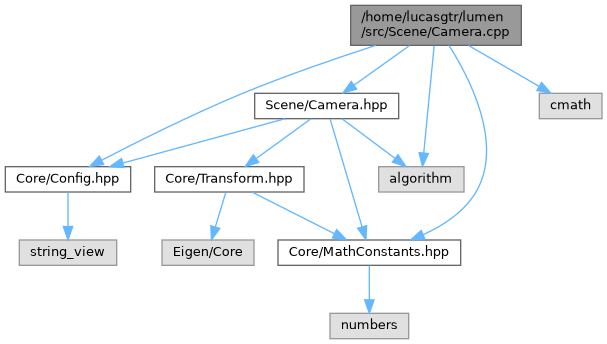 /home/lucasgtr/lumen
/src/Scene/Camera.cpp
Scene/Camera.hpp
cmath
Core/Config.hpp
Core/Transform.hpp
algorithm
string_view
Eigen/Core
Core/MathConstants.hpp
numbers